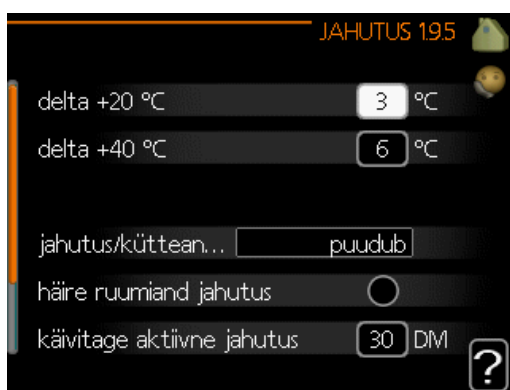 JAHUTUS 1.9.5
delta +20 °C 3 °C
delta +40 °C 6 °C
jahutus/küttean... puudub
häire ruumiand jahutus
käivitage aktiivne jahutus 30 DM
?